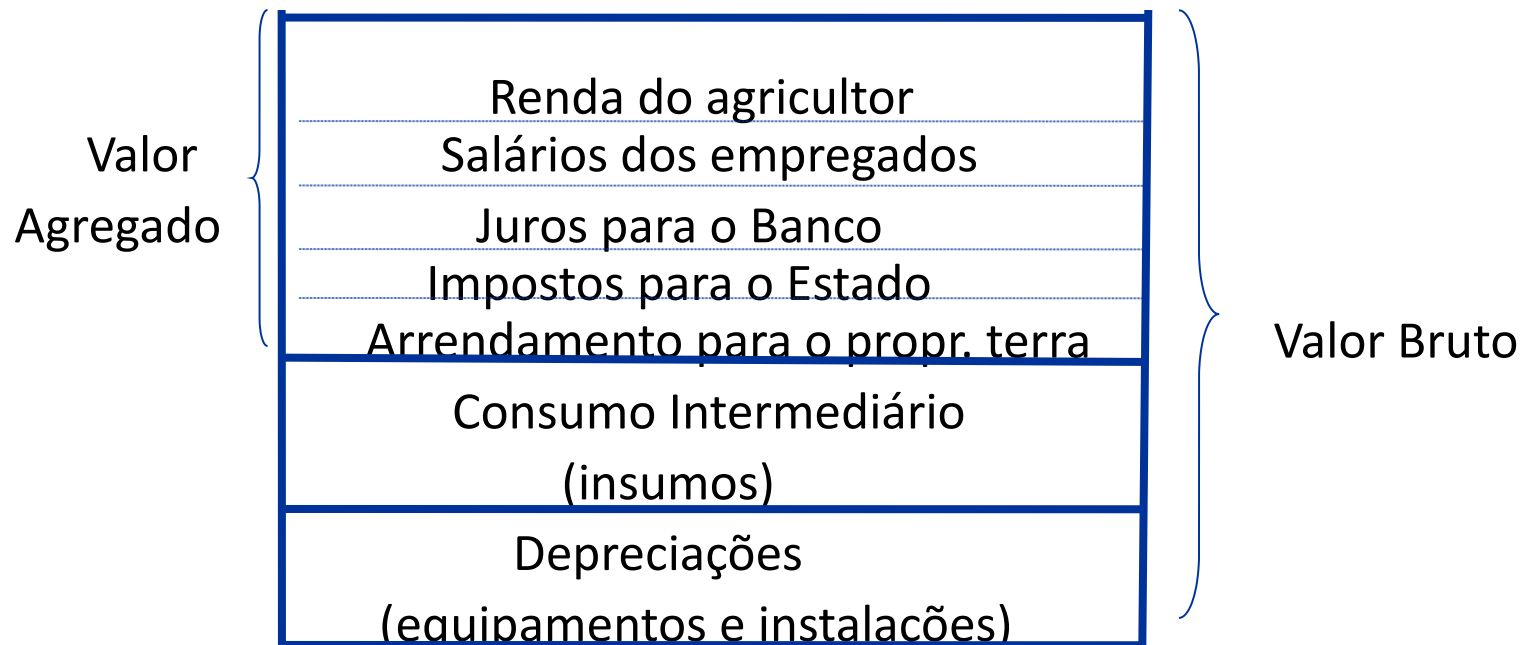 Renda do agricultor
Valor
Agregado
Salários dos empregados
Juros para o Banco
Impostos para o Estado
Arrendamento para o propr. terra
Valor Bruto
Consumo Intermediário
(insumos)
Depreciações
(equipamentos e instalações)